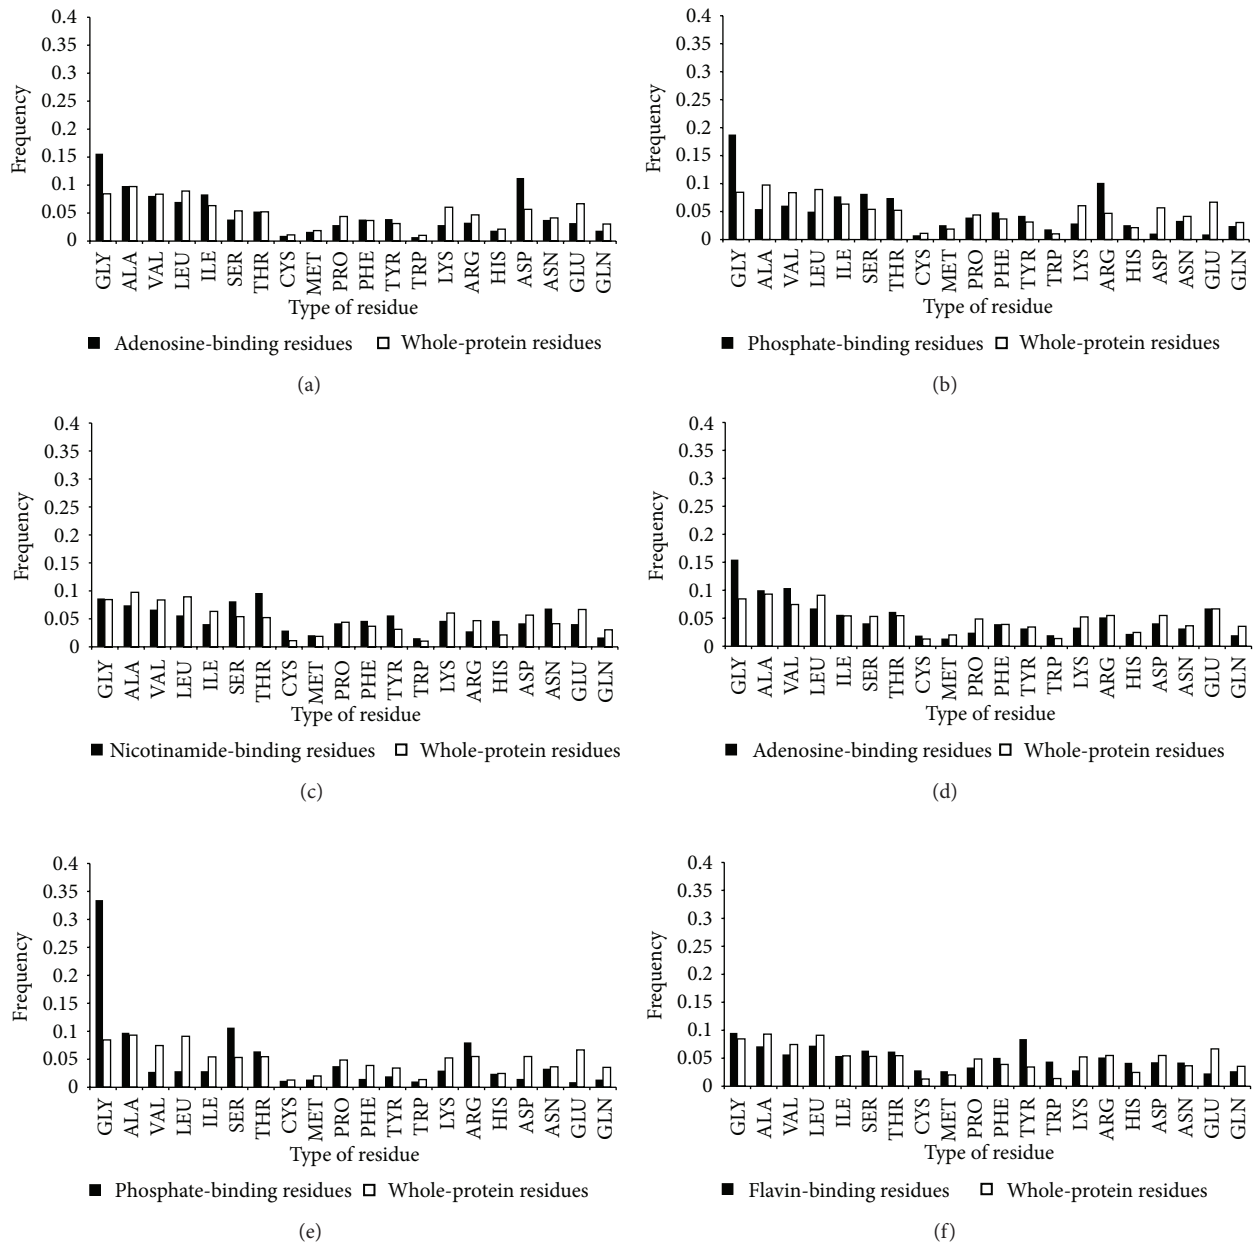 0.4
0.35
0.3
0.25
0.2
0.15
0.1
0.05
0
Frequency
GLY ALA VAL LEU ILE SER THR CYS MET PRO PHE TYR TRP LYS ARG HIS ASP ASN GLU GLN
Type of residue
Adenosine-binding residues Whole-protein residues
(a)
0.4
0.35
0.3
0.25
0.2
0.15
0.1
0.05
0
Frequency
GLY ALA VAL LEU ILE SER THR CYS MET PRO PHE TYR TRP LYS ARG HIS ASP ASN GLU GLN
Type of residue
Phosphate-binding residues Whole-protein residues
(b)
0.4
0.35
0.3
0.25
0.2
0.15
0.1
0.05
0
Frequency
GLY ALA VAL LEU ILE SER THR CYS MET PRO PHE TYR TRP LYS ARG HIS ASP ASN GLU GLN
Type of residue
Nicotinamide-binding residues Whole-protein residues
(c)
0.4
0.35
0.3
0.25
0.2
0.15
0.1
0.05
0
Frequency
GLY ALA VAL LEU ILE SER THR CYS MET PRO PHE TYR TRP LYS ARG HIS ASP ASN GLU GLN
Type of residue
Adenosine-binding residues Whole-protein residues
(d)
0.4
0.35
0.3
0.25
0.2
0.15
0.1
0.05
0
Frequency
GLY ALA VAL LEU ILE SER THR CYS MET PRO PHE TYR TRP LYS ARG HIS ASP ASN GLU GLN
Type of residue
Phosphate-binding residues Whole-protein residues
(e)
0.4
0.35
0.3
0.25
0.2
0.15
0.1
0.05
0
Frequency
GLY ALA VAL LEU ILE SER THR CYS MET PRO PHE TYR TRP LYS ARG HIS ASP ASN GLU GLN
Type of residue
Flavin-binding residues Whole-protein residues
(f)